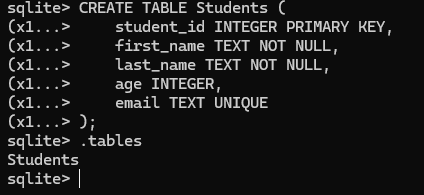 sqlite> CREATE TABLE Students (
(x1...>     student_id INTEGER PRIMARY KEY,
(x1...>     first_name TEXT NOT NULL,
(x1...>     last_name TEXT NOT NULL,
(x1...>     age INTEGER,
(x1...>     email TEXT UNIQUE
(x1...> );
sqlite> .tables
Students
sqlite>